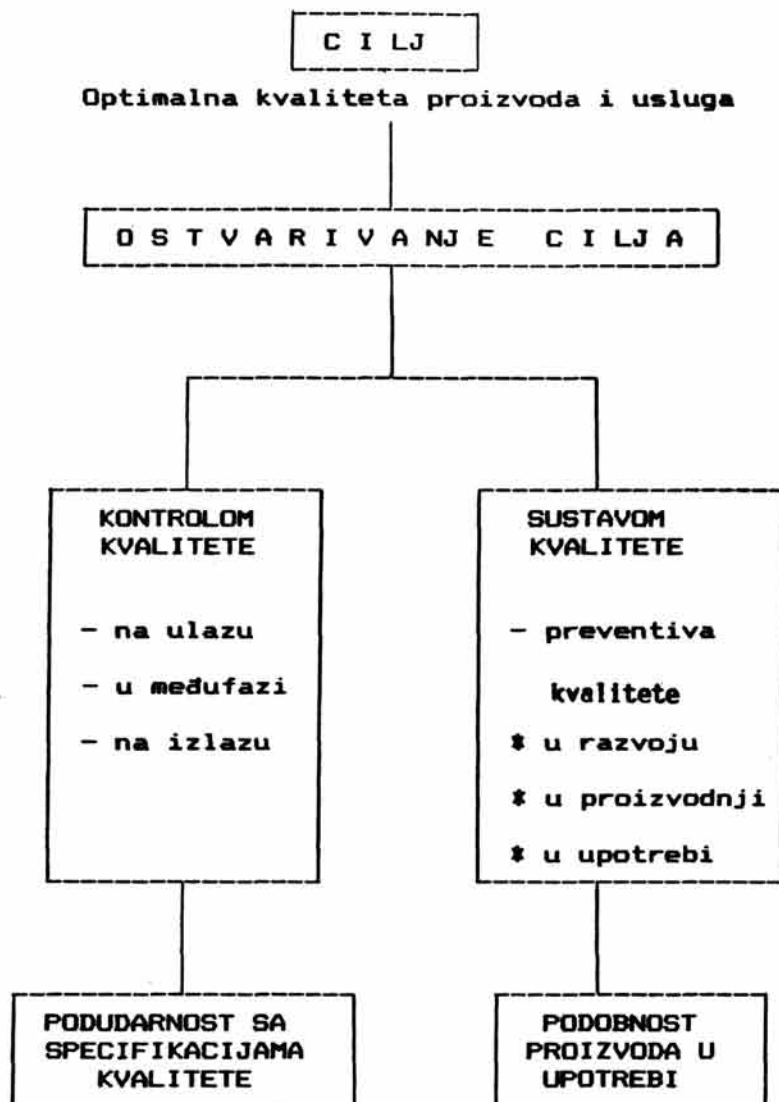 C I LJ
Optimalna kvaliteta proizvoda i usluga
O S T V A R I V A NJ E C I LJ A
KONTROLOM
KVALITETE
- na ulazu
- u međufazi
- na izlazu
SUSTAVOM
KVALITETE
- preventiva
kvalitete
* u razvoju
* u proizvodnji
* u upotrebi
PODUDARNOST SA
SPECIFIKACIJAMA
KVALITETE
PODOBNOST
PROIZVODA U
UPOTREBI